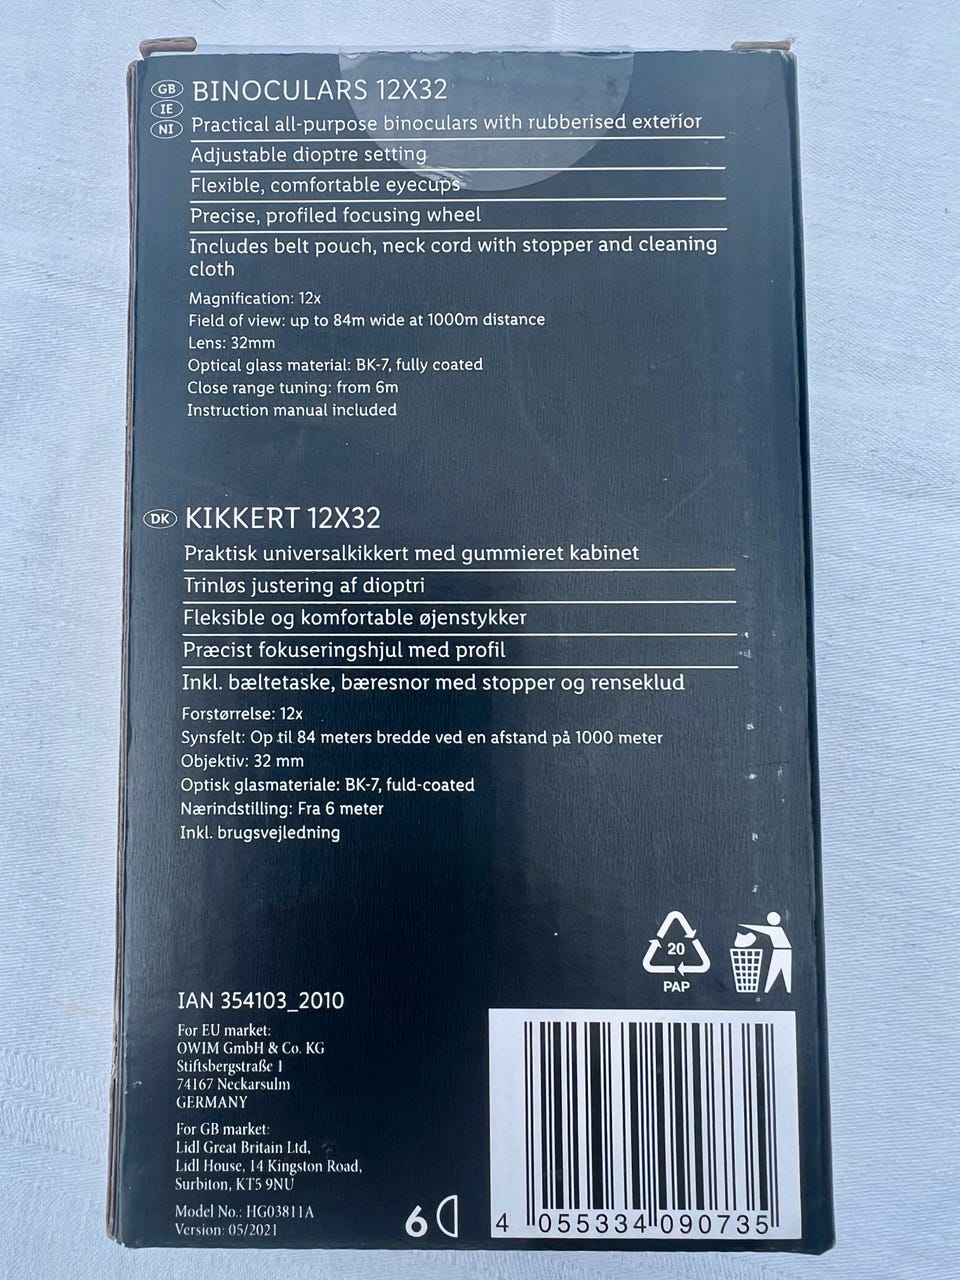 GB BINOCULARS 12X32
IE
NI Practical all-purpose binoculars with rubberised exterior
Adjustable dioptre setting
Flexible, comfortable eyecups
Precise, profiled focusing wheel
Includes belt pouch, neck cord with stopper and cleaning
cloth
Magnification: 12x
Field of view: up to 84m wide at 1000m distance
Lens: 32mm
Optical glass material: BK-7, fully coated
Close range tuning: from 6m
Instruction manual included
DK KIKKERT 12X32
Praktisk universalkikkert med gummieret kabinet
Trinløs justering af dioptri
Fleksible og komfortable øjenstykker
Præcist fokuseringshjul med profil
Inkl. bæltetaske, bæresnor med stopper og renseklud
Forstørrelse: 12x
Synsfelt: Op til 84 meters bredde ved en afstand på 1000 meter
Objektiv: 32 mm
Optisk glasmateriale: BK-7, fuld-coated
Nærindstilling: Fra 6 meter
Inkl. brugsvejledning
20
PAP
IAN 354103_2010
For EU market:
OWIM GmbH & Co. KG
Stiftsbergstraße 1
74167 Neckarsulm
GERMANY
For GB market:
Lidl Great Britain Ltd,
Lidl House, 14 Kingston Road,
Surbiton, KT5 9NU
Model No.: HG03811A
Version: 05/2021
6
4 055334 090735